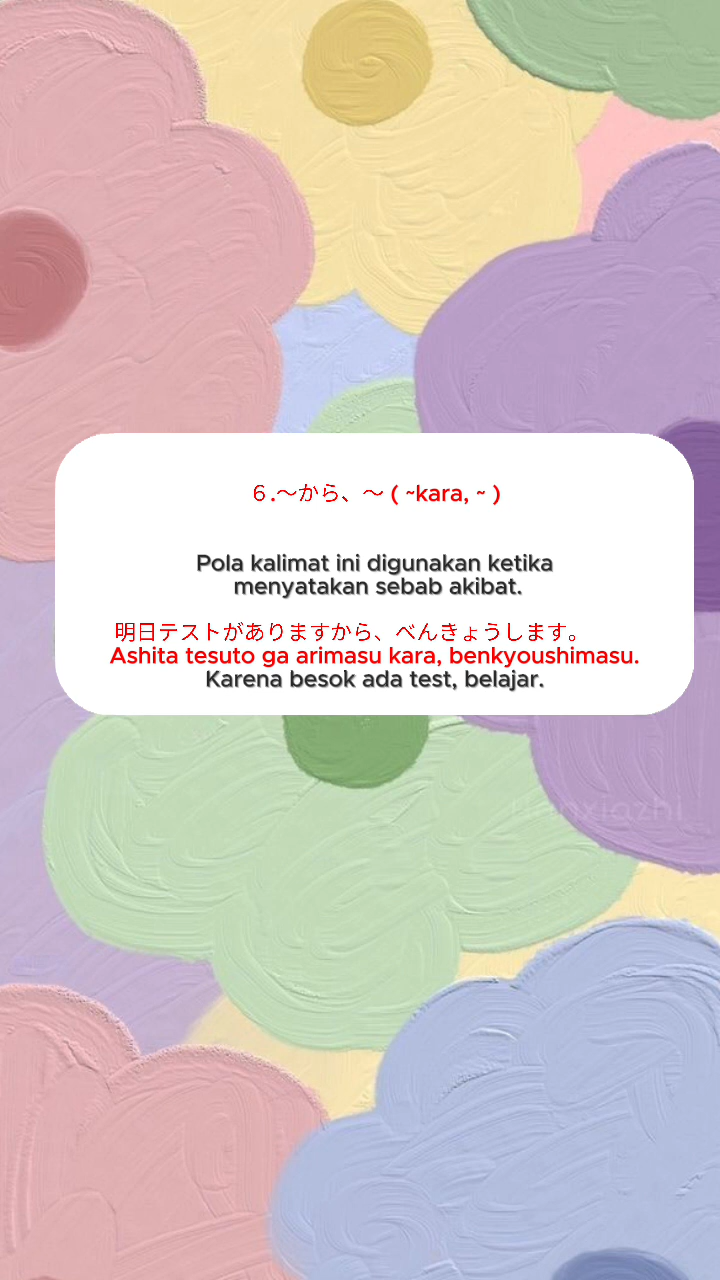 ６.～から、～ ( ~kara, ~ )
Pola kalimat ini digunakan ketika
menyatakan sebab akibat.
明日テストがありますから、べんきょうします。
Ashita tesuto ga arimasu kara, benkyoushimasu.
Karena besok ada test, belajar.